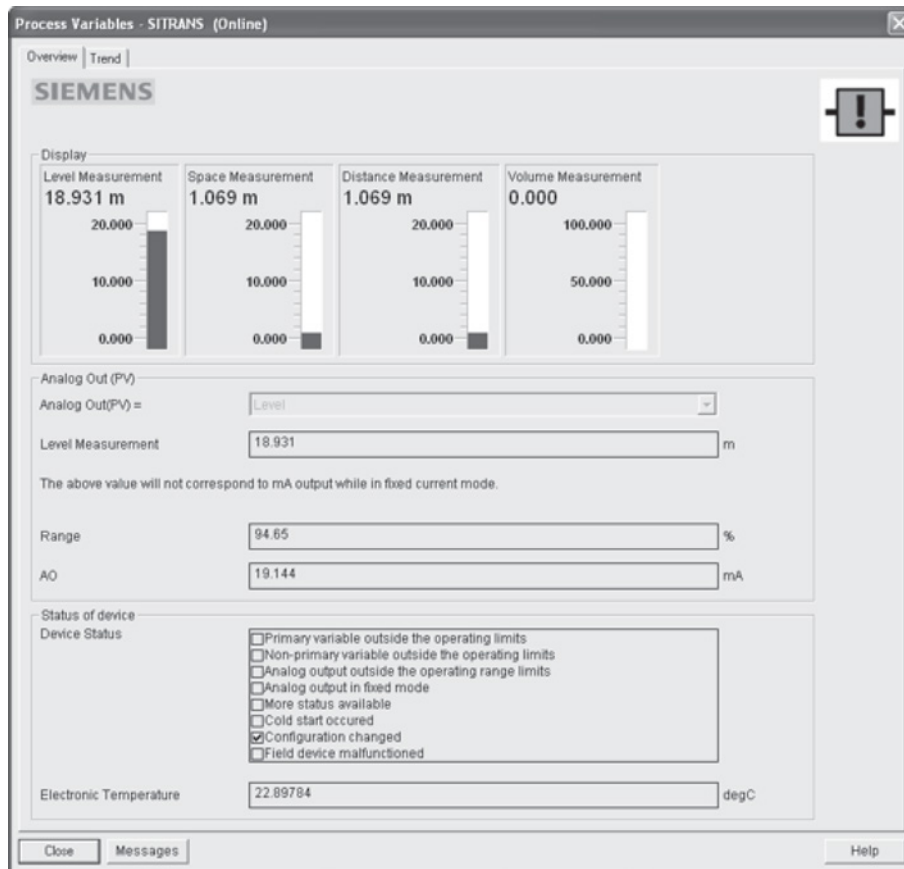 Process Variables - SITRANS (Online)
Overview Trend
SIEMENS
Display
Level Measurement Space Measurement Distance Measurement Volume Measurement
18.931 m 1.069 m 1.069 m 0.000
20.000 20.000 20.000 100.000
10.000 10.000 10.000 50.000
0.000 0.000 0.000 0.000
Analog Out (PV)
Analog Out(PV) = Level
Level Measurement 18.931 m
The above value will not correspond to mA output while in fixed current mode.
Range 94.65 %
AO 19.144 mA
Status of device
Device Status
Primary variable outside the operating limits
Non-primary variable outside the operating limits
Analog output outside the operating range limits
Analog output in fixed mode
More status available
Cold start occured
Configuration changed
Field device malfunctioned
Electronic Temperature 22.89784 degC
Close Messages Help